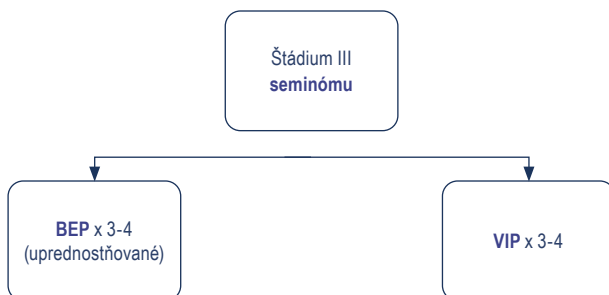 Štádium III
seminómu
BEP x 3-4
(uprednostňované)
VIP x 3-4